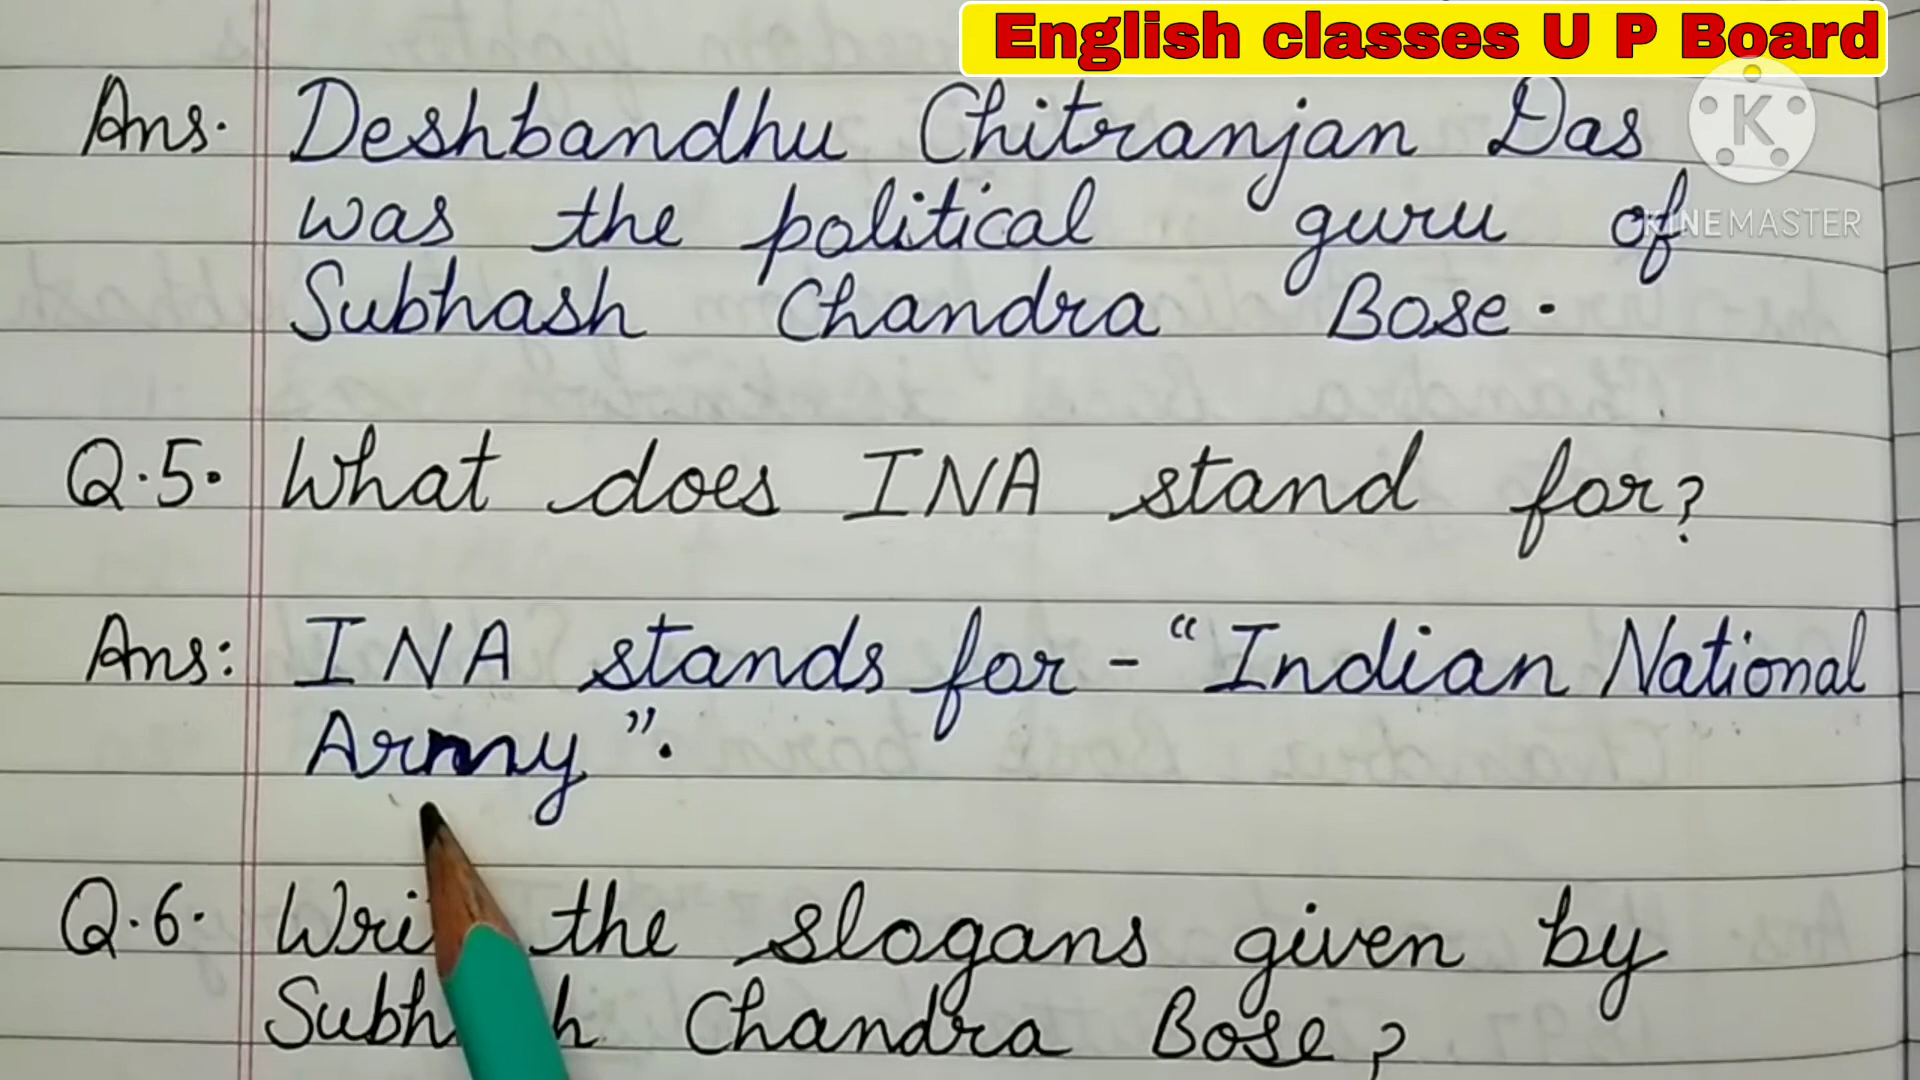 English classes U P Board
Ans. Deshbandhu Chitranjan Das
K
was the political guru of
KINEMASTER
Subhash Chandra Bose.
Q.5. What does INA stand for?
Ans: INA stands for - "Indian National
Army".
Q.6. the slogans given by
Chandra Bose?